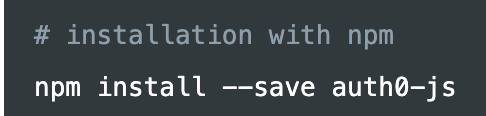 # installation with npm
npm install --save auth0-js